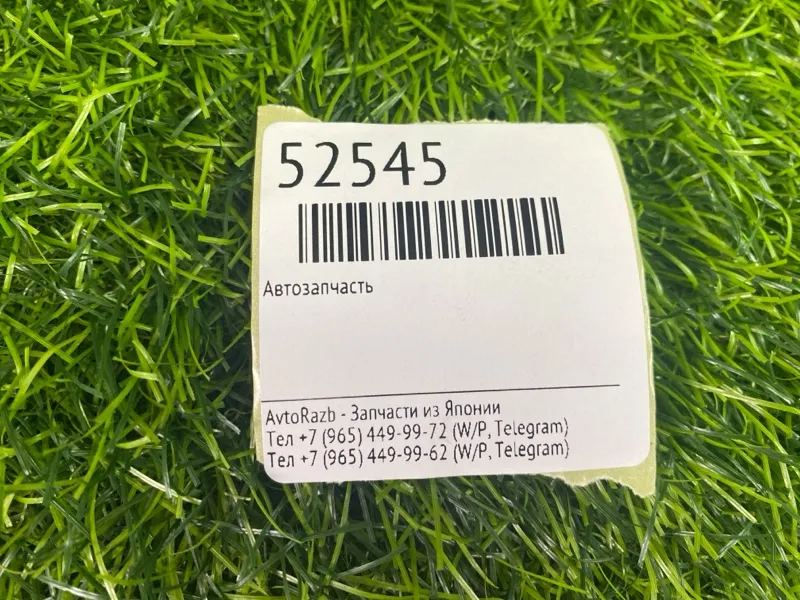 52545
Автозапчасть
AvtoRazb - Запчасти из Японии
Тел +7 (965) 449-99-72 (W/P, Telegram)
Тел +7 (965) 449-99-62 (W/P, Telegram)